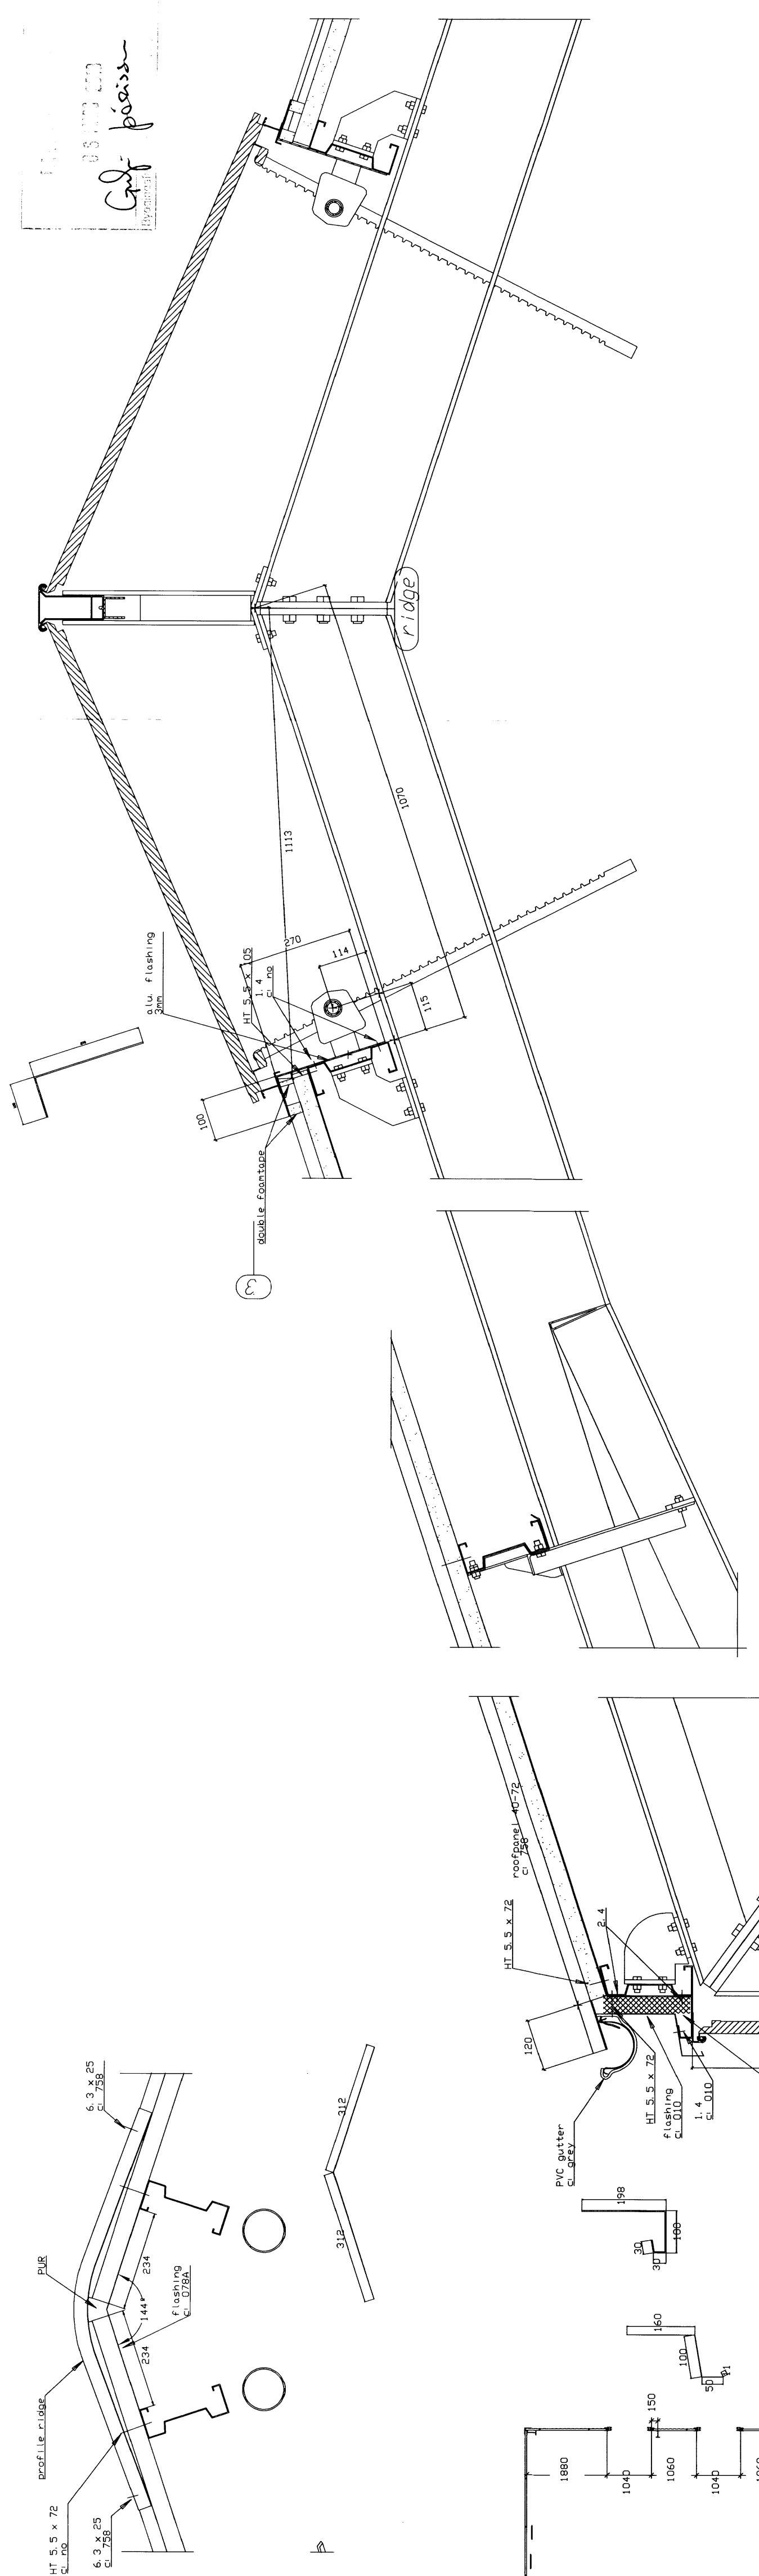 ridge
1113
1070
alu. flashing
3mm
HT 5.5 x 105
1.4
cl no
270
114
115
100
double foamtape
3
roofpanel 40-72
cl 758
HT 5.5 x 72
2.4
120
HT 5.5 x 72
flashing
cl 010
1.4
cl 010
PVC gutter
cl grey
6.3 x 25
cl 758
PUR
234
144°
234
flashing
cl 078A
profile ridge
HT 5.5 x 72
cl no
6.3 x 25
cl 758
312
312
198
100
30
30
160
100
50
150
1880
1040
1060
1040